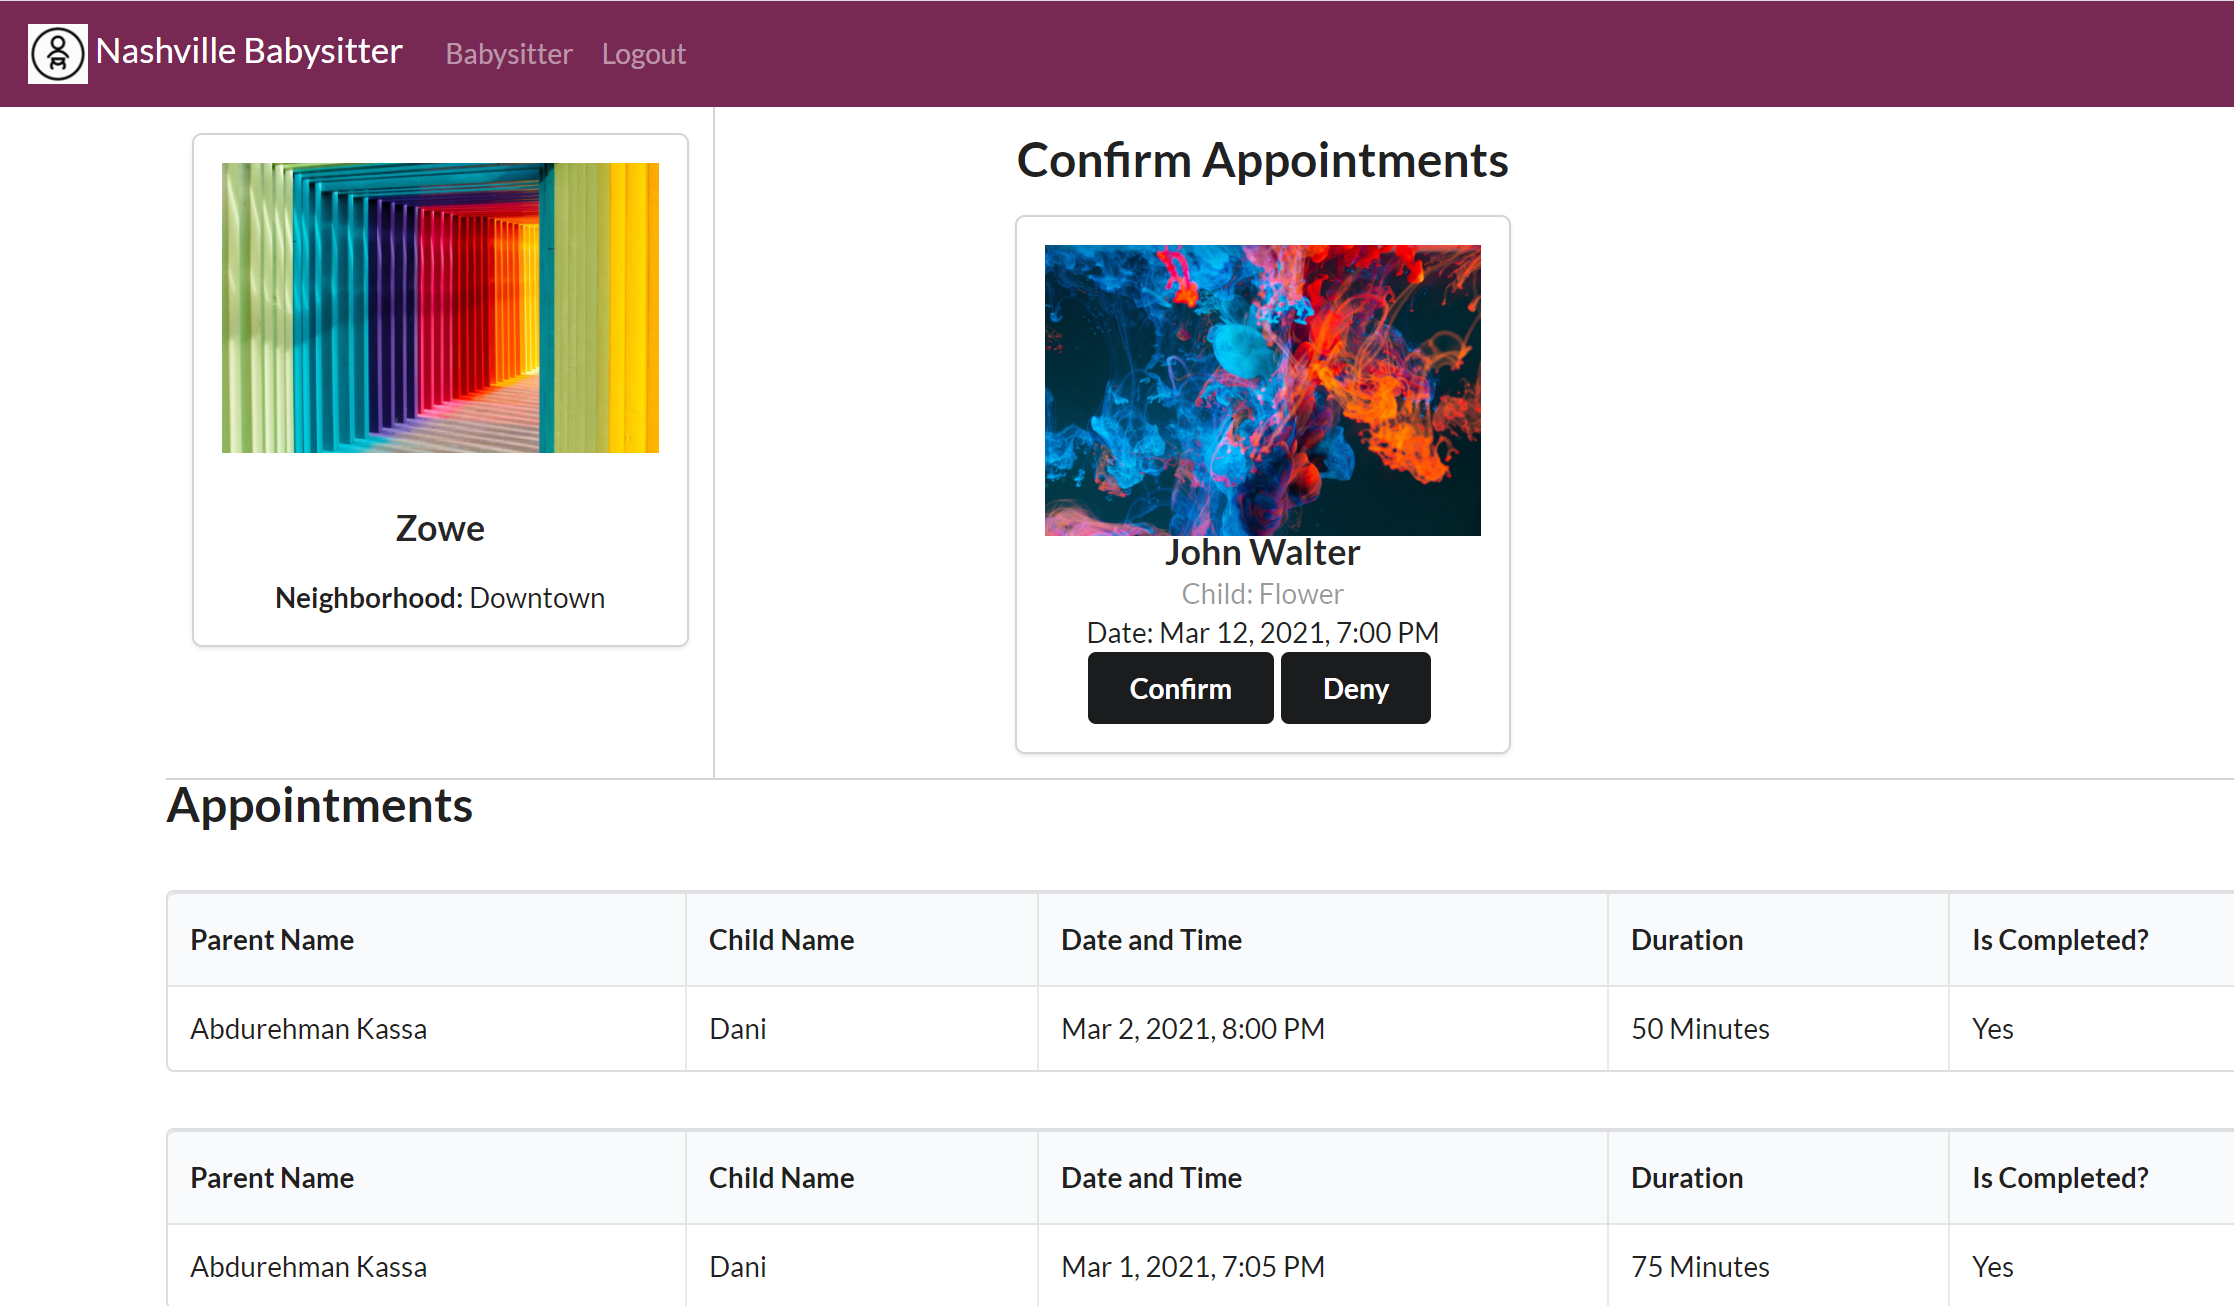 Nashville Babysitter Babysitter Logout
Zowe
Neighborhood: Downtown
Confirm Appointments
John Walter
Child: Flower
Date: Mar 12, 2021, 7:00 PM
Confirm Deny
Appointments
Parent Name Child Name Date and Time Duration Is Completed?
Abdurehman Kassa Dani Mar 2, 2021, 8:00 PM 50 Minutes Yes
Parent Name Child Name Date and Time Duration Is Completed?
Abdurehman Kassa Dani Mar 1, 2021, 7:05 PM 75 Minutes Yes